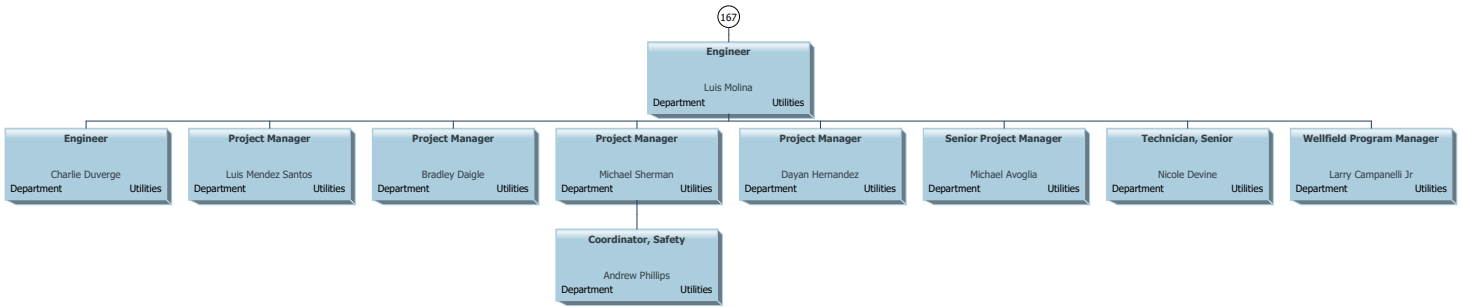 167
Engineer
Luis Molina
Department Utilities
Engineer
Charlie Duverge
Department Utilities
Project Manager
Luis Mendez Santos
Department Utilities
Project Manager
Bradley Daigle
Department Utilities
Project Manager
Michael Sherman
Department Utilities
Project Manager
Dayan Hernandez
Department Utilities
Senior Project Manager
Michael Avoglia
Department Utilities
Technician, Senior
Nicole Devine
Department Utilities
Wellfield Program Manager
Larry Campanelli Jr
Department Utilities
Coordinator, Safety
Andrew Phillips
Department Utilities